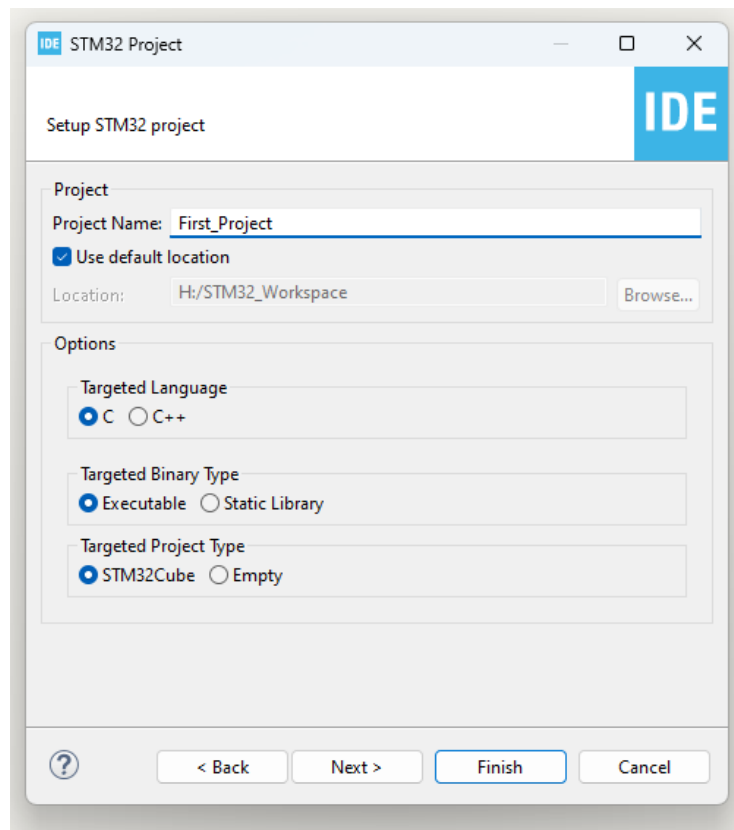 IDE STM32 Project
Setup STM32 project
IDE
Project
Project Name: First_Project
Use default location
Location: H:/STM32_Workspace Browse...
Options
Targeted Language
C C++
Targeted Binary Type
Executable Static Library
Targeted Project Type
STM32Cube Empty
? < Back Next > Finish Cancel